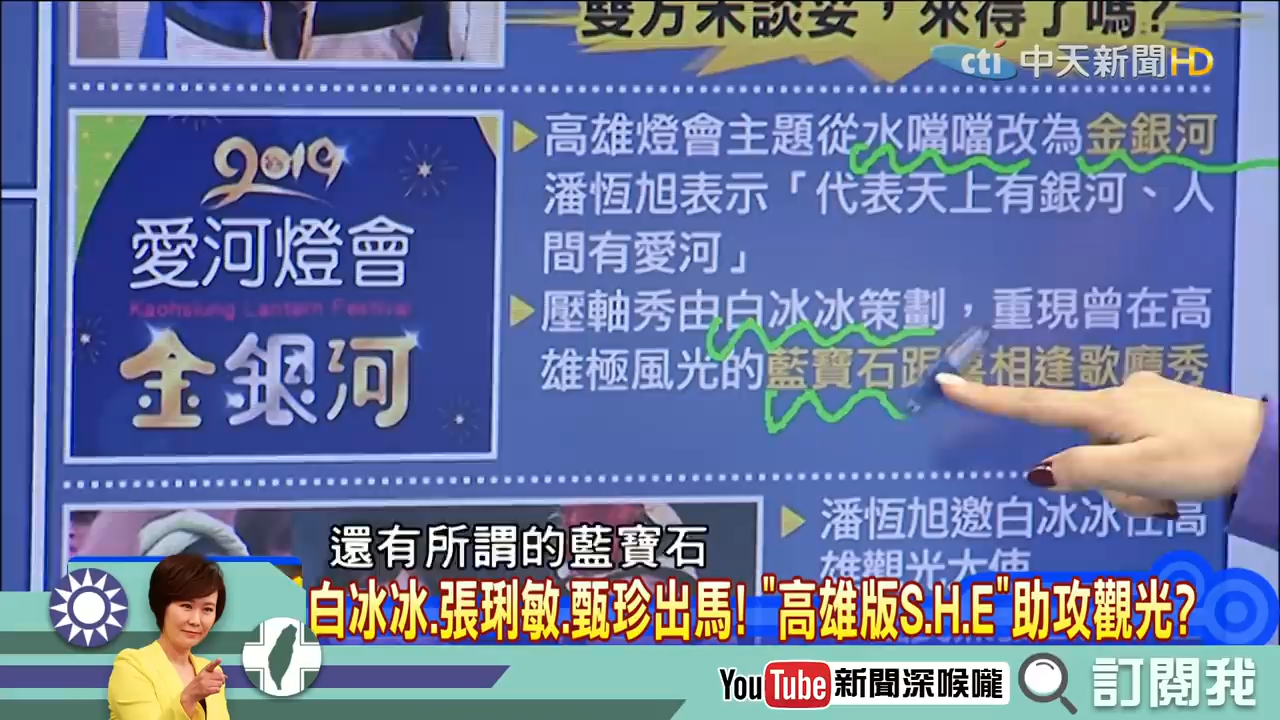 雙方未談妥，來得了嗎?
cti 中天新聞HD
2019
愛河燈會
Kaohsiung Lantern Festival
金銀河
高雄燈會主題從水噹噹改為金銀河
潘恆旭表示「代表天上有銀河、人
間有愛河」
壓軸秀由白冰冰策劃，重現曾在高
雄極風光的藍寶石跟 相逢歌廳秀
潘恆旭邀白冰冰任高
雄觀光大使
還有所謂的藍寶石
白冰冰.張琍敏.甄珍出馬! "高雄版S.H.E"助攻觀光?
YouTube 新聞深喉嚨 訂閱我